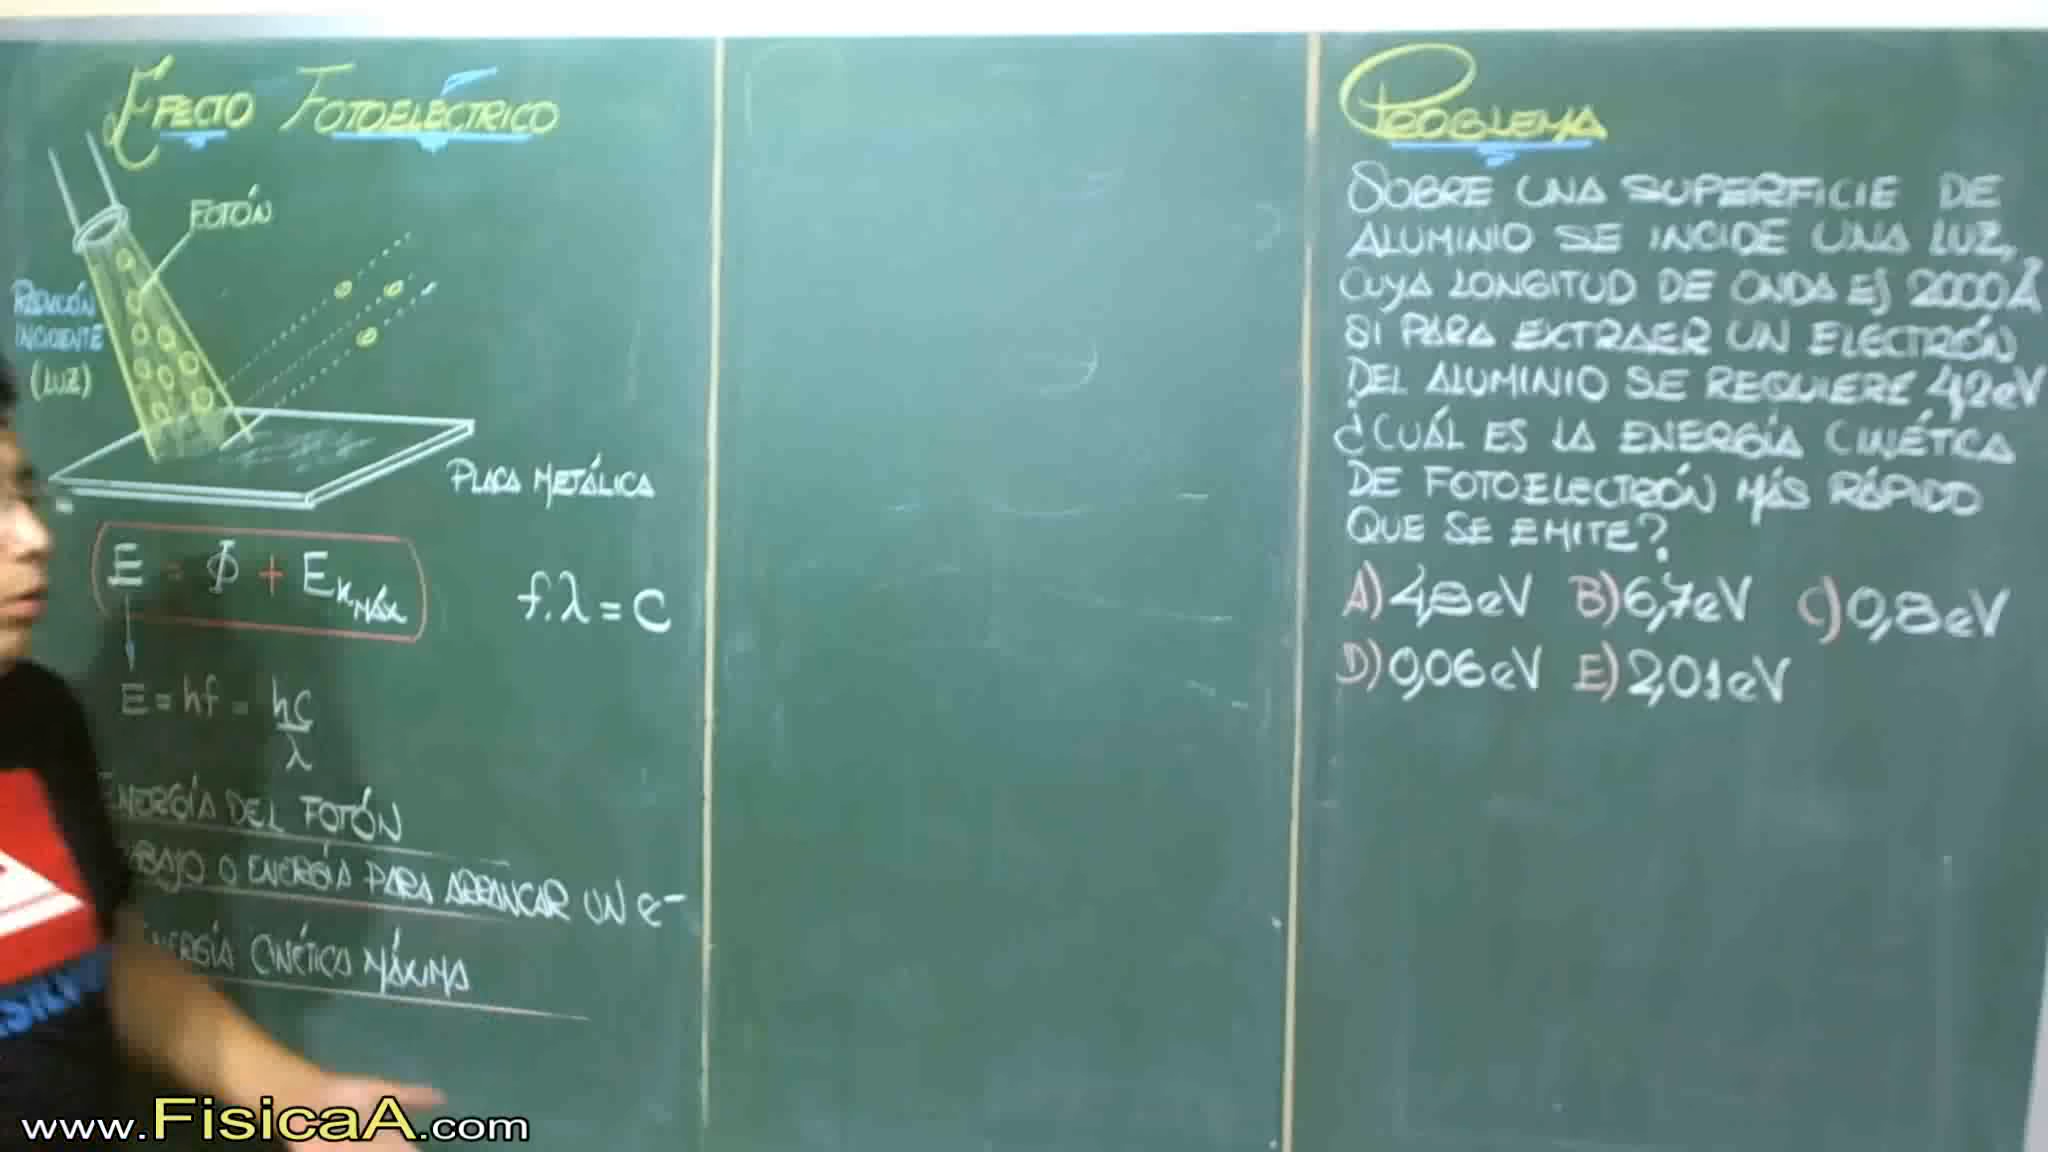 EFECTO FOTOELÉCTRICO
FOTÓN
RADIACIÓN
INCIDENTE
(LUZ)
PLACA METÁLICA
E = Φ + EKMÁX
f.λ = C
E = hf = hc/λ
ENERGÍA DEL FOTÓN
BAJO O ENERGÍA PARA ARRANCAR UN e-
ERGÍA CINÉTICA MÁXIMA
PROBLEMA
SOBRE UNA SUPERFICIE DE
ALUMINIO SE INCIDE UNA LUZ,
CUYA LONGITUD DE ONDA ES 2000Å
SI PARA EXTRAER UN ELECTRÓN
DEL ALUMINIO SE REQUIERE 4,2eV
¿CUÁL ES LA ENERGÍA CINÉTICA
DE FOTOELECTRÓN MÁS RÁPIDO
QUE SE EMITE?
A) 4,8eV B) 6,7eV C) 0,8eV
D) 0,06eV E) 2,01eV
www.FisicaA.com